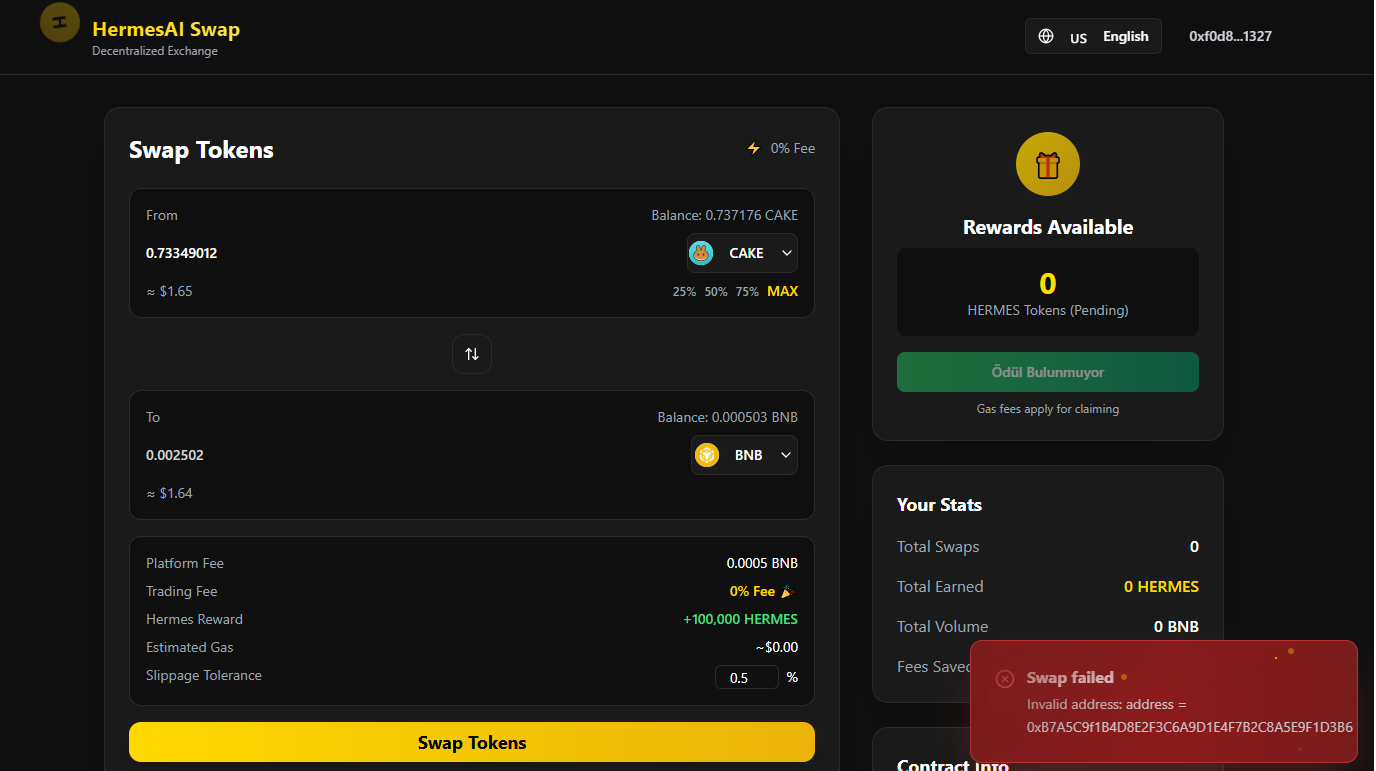 H
HermesAI Swap
Decentralized Exchange
US English
0xf0d8...1327
Swap Tokens
0% Fee
From
Balance: 0.737176 CAKE
0.73349012
CAKE
≈ $1.65
25% 50% 75% MAX
To
Balance: 0.000503 BNB
0.002502
BNB
≈ $1.64
Platform Fee
0.0005 BNB
Trading Fee
0% Fee 🎉
Hermes Reward
+100,000 HERMES
Estimated Gas
~$0.00
Slippage Tolerance
0.5 %
Swap Tokens
Rewards Available
0
HERMES Tokens (Pending)
Ödül Bulunmuyor
Gas fees apply for claiming
Your Stats
Total Swaps
0
Total Earned
0 HERMES
Total Volume
0 BNB
Fees Saved
Swap failed
Invalid address: address =
0xB7A5C9f1B4D8E2F3C6A9D1E4F7B2C8A5E9F1D3B6
Contract Info